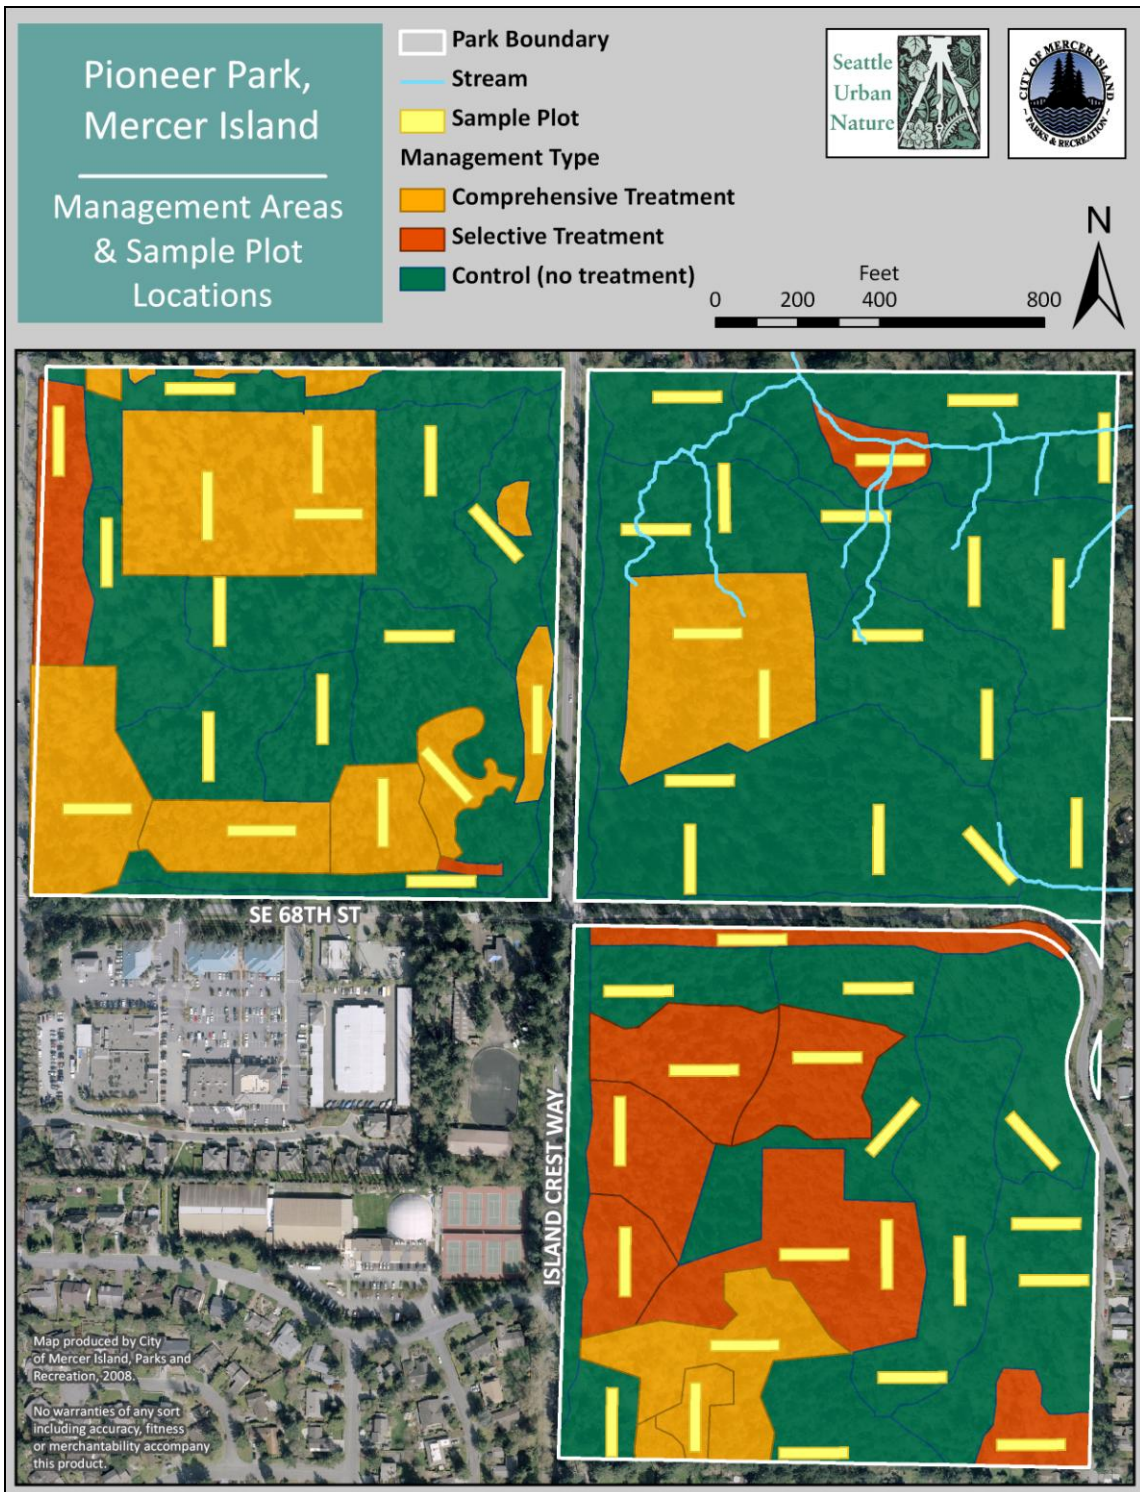 Pioneer Park,
Mercer Island
Management Areas
& Sample Plot
Locations
Park Boundary
Stream
Sample Plot
Management Type
Comprehensive Treatment
Selective Treatment
Control (no treatment)
Seattle
Urban
Nature
CITY OF MERCER ISLAND
~ PARKS & RECREATION ~
N
Feet
0 200 400 800
SE 68TH ST
ISLAND CREST WAY
Map produced by City
of Mercer Island, Parks and
Recreation, 2008.
No warranties of any sort
including accuracy, fitness
or merchantability accompany
this product.